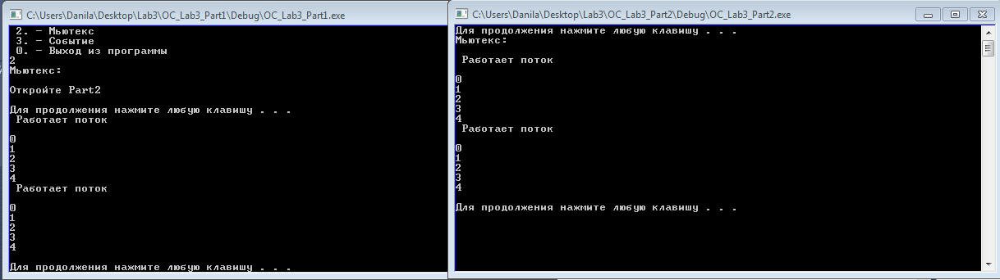 C:\Users\Danila\Desktop\Lab3\OC_Lab3_Part1\Debug\OC_Lab3_Part1.exe
2. - Мьютекс
3. - Событие
0. - Выход из программы
2
Мьютекс:
Откройте Part2
Для продолжения нажмите любую клавишу . . .
Работает поток
0
1
2
3
4
Работает поток
0
1
2
3
4
Для продолжения нажмите любую клавишу . . .
C:\Users\Danila\Desktop\Lab3\OC_Lab3_Part2\Debug\OC_Lab3_Part2.exe
Для продолжения нажмите любую клавишу . . .
Мьютекс:
Работает поток
0
1
2
3
4
Работает поток
0
1
2
3
4
Для продолжения нажмите любую клавишу . . .